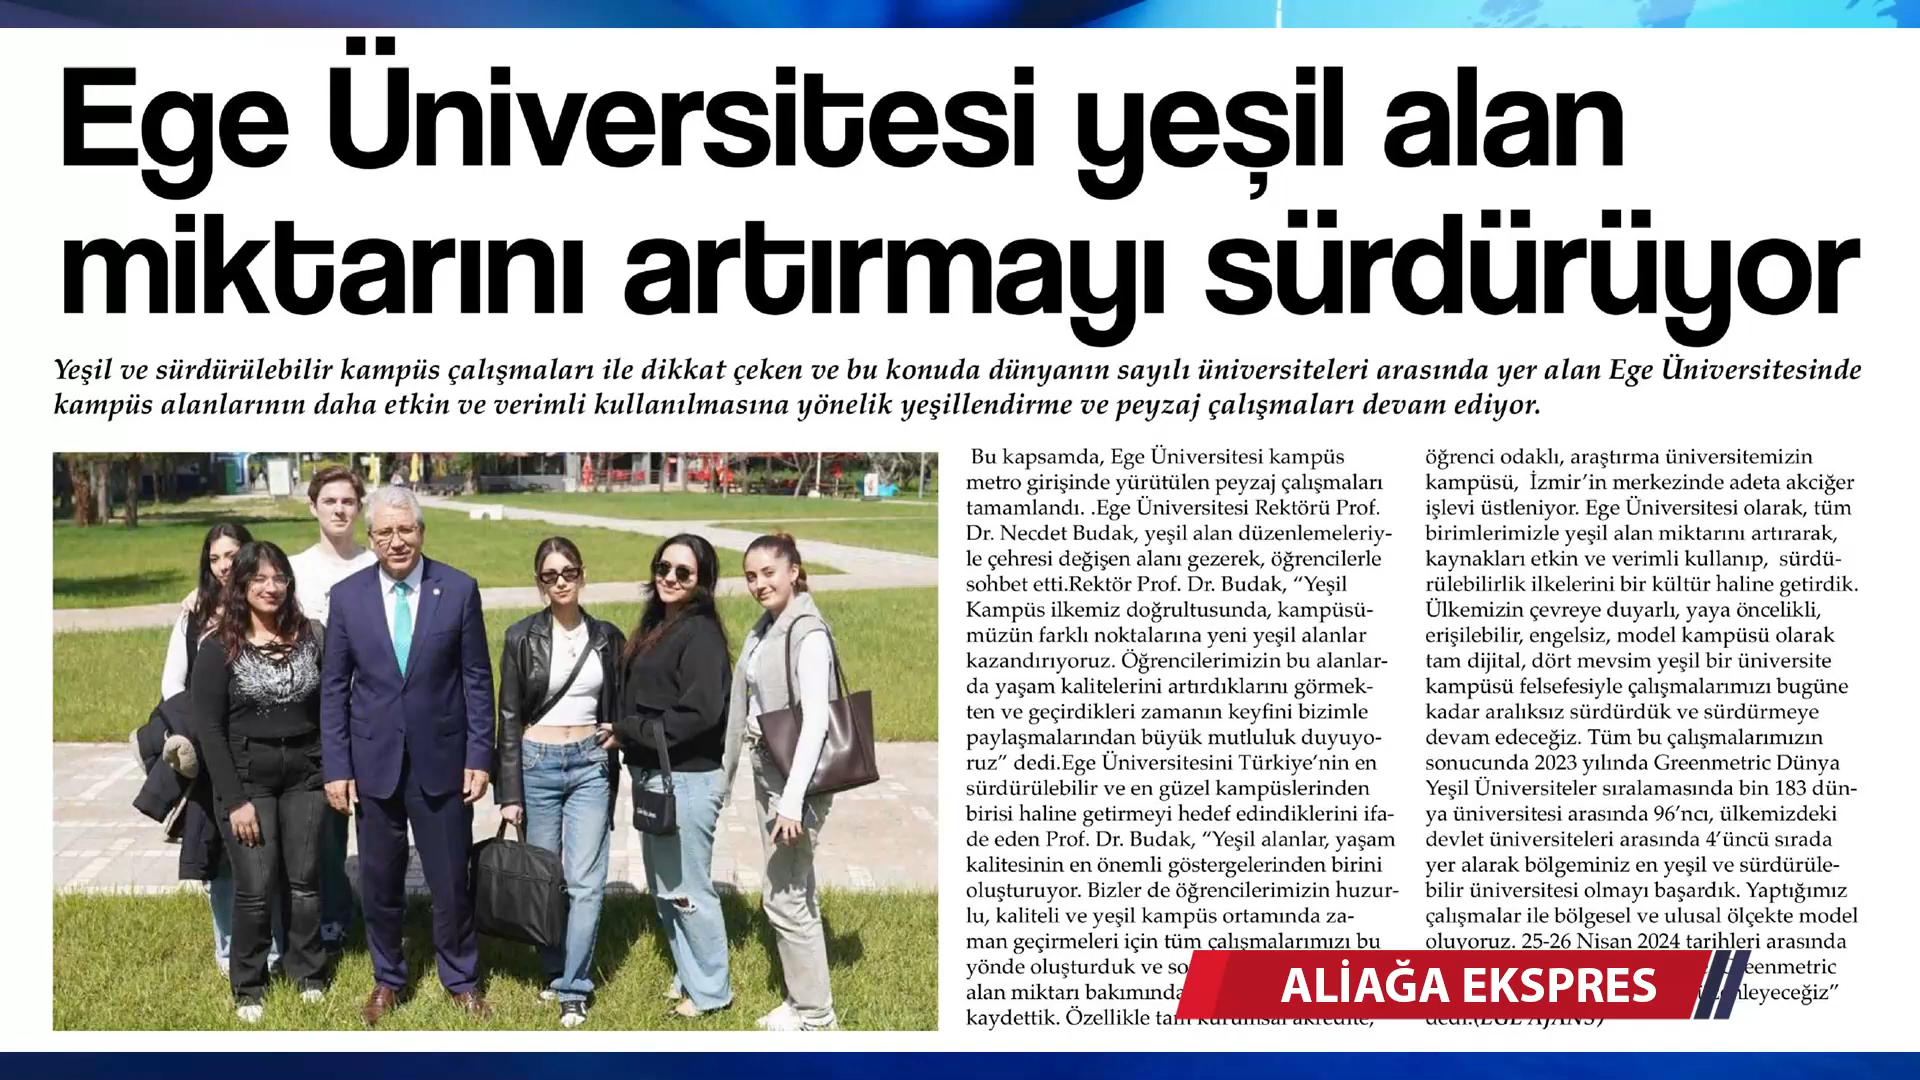 Ege Üniversitesi yeşil alan
miktarını artırmayı sürdürüyor
Yeşil ve sürdürülebilir kampüs çalışmaları ile dikkat çeken ve bu konuda dünyanın sayılı üniversiteleri arasında yer alan Ege Üniversitesinde
kampüs alanlarının daha etkin ve verimli kullanılmasına yönelik yeşillendirme ve peyzaj çalışmaları devam ediyor.
Bu kapsamda, Ege Üniversitesi kampüs
metro girişinde yürütülen peyzaj çalışmaları
tamamlandı. .Ege Üniversitesi Rektörü Prof.
Dr. Necdet Budak, yeşil alan düzenlemeleriy-
le çehresi değişen alanı gezerek, öğrencilerle
sohbet etti.Rektör Prof. Dr. Budak, “Yeşil
Kampüs ilkemiz doğrultusunda, kampüsü-
müzün farklı noktalarına yeni yeşil alanlar
kazandırıyoruz. Öğrencilerimizin bu alanlar-
da yaşam kalitelerini artırdıklarını görmek-
ten ve geçirdikleri zamanın keyfini bizimle
paylaşmalarından büyük mutluluk duyuyo-
ruz” dedi.Ege Üniversitesini Türkiye’nin en
sürdürülebilir ve en güzel kampüslerinden
birisi haline getirmeyi hedef edindiklerini ifa-
de eden Prof. Dr. Budak, “Yeşil alanlar, yaşam
kalitesinin en önemli göstergelerinden birini
oluşturuyor. Bizler de öğrencilerimizin huzur-
lu, kaliteli ve yeşil kampüs ortamında za-
man geçirmeleri için tüm çalışmalarımızı bu
yönde oluşturduk ve
alan miktarı bakımından
kaydettik. Özellikle tam kurumsal akredite,
öğrenci odaklı, araştırma üniversitemizin
kampüsü, İzmir’in merkezinde adeta akciğer
işlevi üstleniyor. Ege Üniversitesi olarak, tüm
birimlerimizle yeşil alan miktarını artırarak,
kaynakları etkin ve verimli kullanıp, sürdü-
rülebilirlik ilkelerini bir kültür haline getirdik.
Ülkemizin çevreye duyarlı, yaya öncelikli,
erişilebilir, engelsiz, model kampüsü olarak
tam dijital, dört mevsim yeşil bir üniversite
kampüsü felsefesiyle çalışmalarımızı bugüne
kadar aralıksız sürdürdük ve sürdürmeye
devam edeceğiz. Tüm bu çalışmalarımızın
sonucunda 2023 yılında Greenmetric Dünya
Yeşil Üniversiteler sıralamasında bin 183 dün-
ya üniversitesi arasında 96’ncı, ülkemizdeki
devlet üniversiteleri arasında 4’üncü sırada
yer alarak bölgeminiz en yeşil ve sürdürüle-
bilir üniversitesi olmayı başardık. Yaptığımız
çalışmalar ile bölgesel ve ulusal ölçekte model
oluyoruz. 25-26 Nisan 2024 tarihleri arasında
Greenmetric
dedi.(EGE AJANS)
ALİAĞA EKSPRES